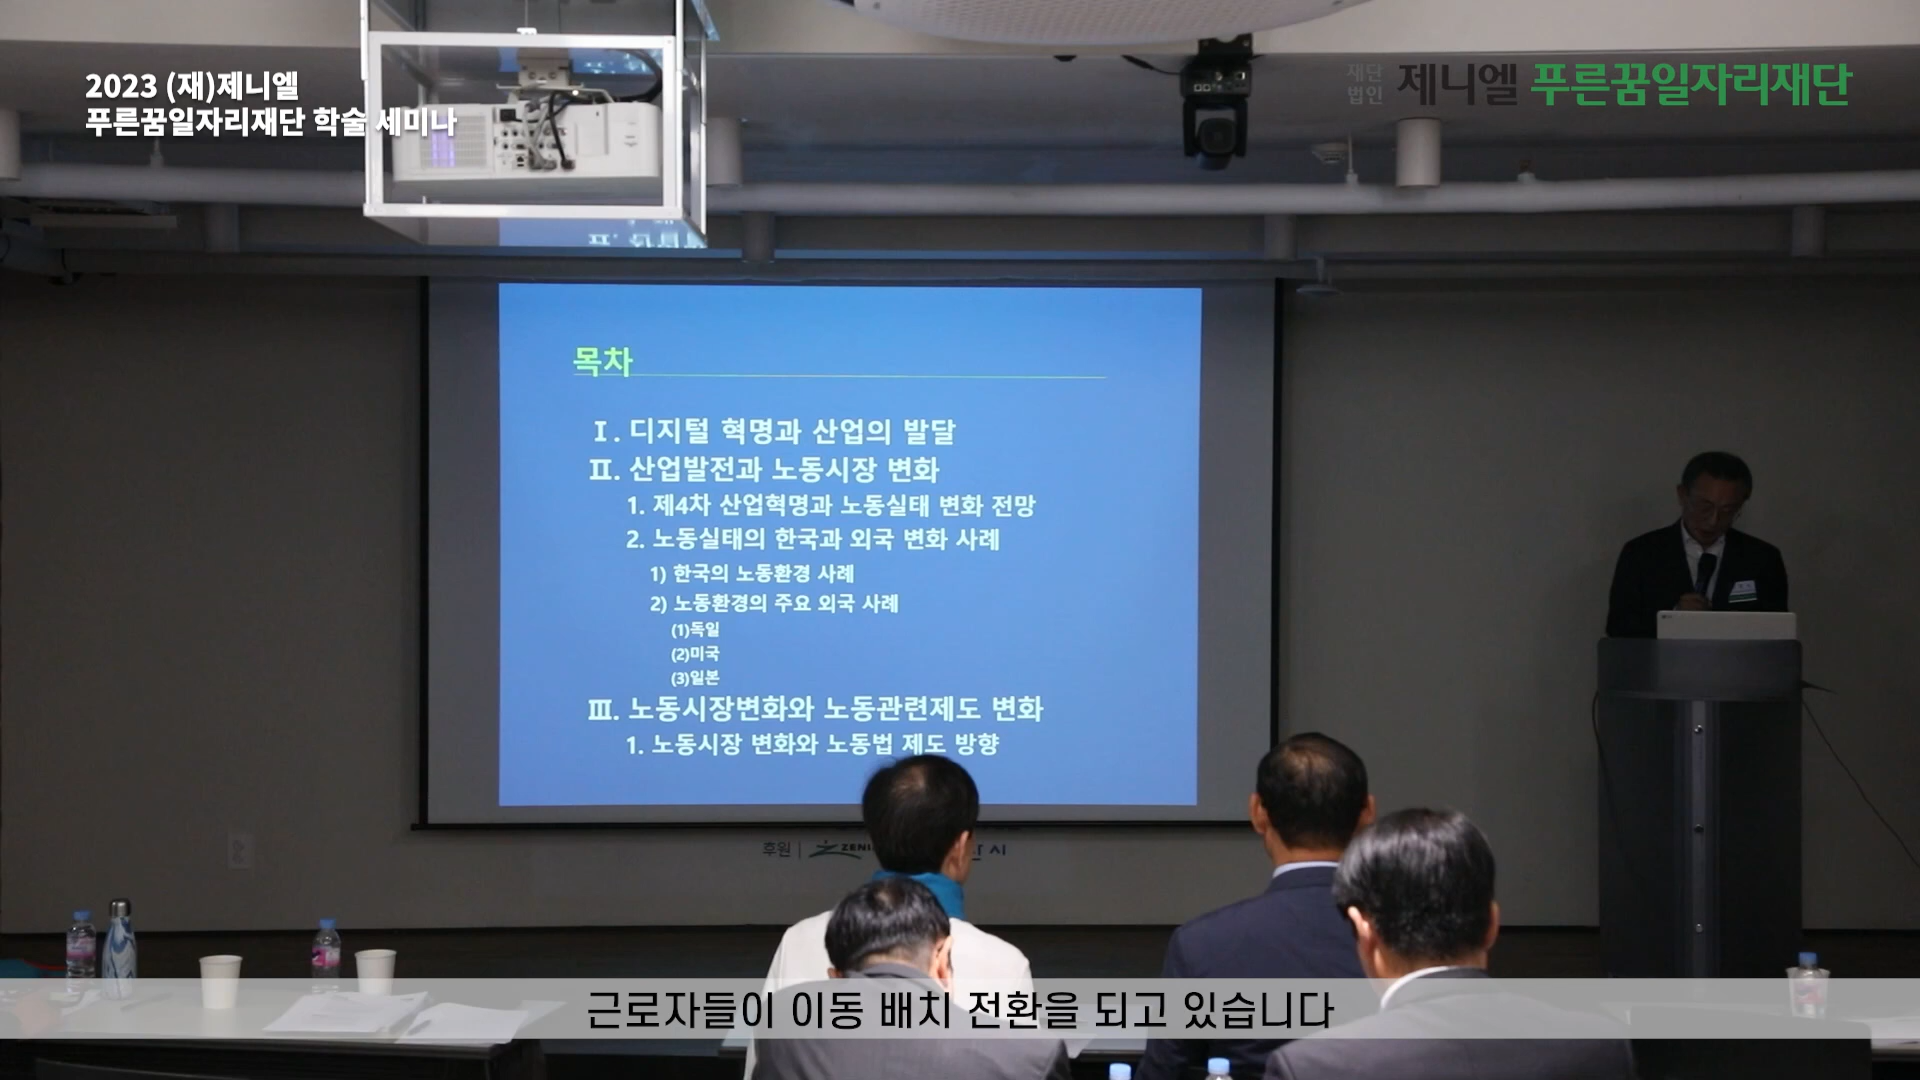 2023 (재)제니엘
푸른꿈일자리재단 학술 세미나
재단
법인
제니엘 푸른꿈일자리재단
목차
Ⅰ. 디지털 혁명과 산업의 발달
Ⅱ. 산업발전과 노동시장 변화
1. 제4차 산업혁명과 노동실태 변화 전망
2. 노동실태의 한국과 외국 변화 사례
1) 한국의 노동환경 사례
2) 노동환경의 주요 외국 사례
(1)독일
(2)미국
(3)일본
Ⅲ. 노동시장변화와 노동관련제도 변화
1. 노동시장 변화와 노동법 제도 방향
후원
근로자들이 이동 배치 전환을 되고 있습니다